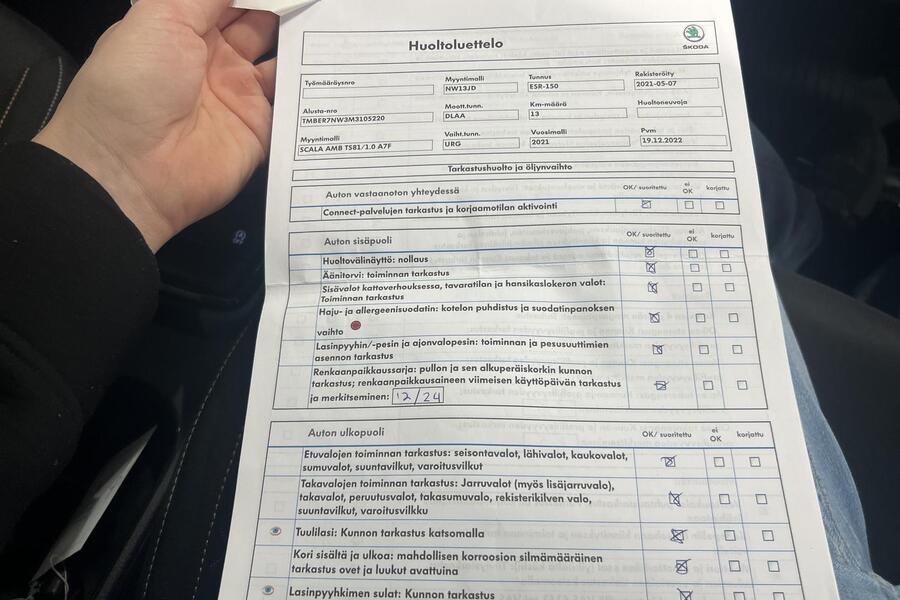 Huoltoluettelo
ŠKODA
Työmääräysnro
Myyntimalli
NW13JD
Tunnus
ESR-150
Rekisteröity
2021-05-07
Alusta-nro
TMBER7NW3M3105220
Moott.tunn.
DLAA
Km-määrä
13
Huoltoneuvoja
Myyntimalli
SCALA AMB TS81/1.0 A7F
Vaiht.tunn.
URG
Vuosimalli
2021
Pvm
19.12.2022
Tarkastushuolto ja öljynvaihto
Auton vastaanoton yhteydessä
OK/ suoritettu
ei OK
korjattu
Connect-palvelujen tarkastus ja korjaamotilan aktivointi
Auton sisäpuoli
OK/ suoritettu
ei OK
korjattu
Huoltovälinäyttö: nollaus
Äänitorvi: toiminnan tarkastus
Sisävalot kattoverhouksessa, tavaratilan ja hansikaslokeron valot:
Toiminnan tarkastus
Haju- ja allergeenisuodatin: kotelon puhdistus ja suodatinpanoksen
vaihto
Lasinpyyhin/-pesin ja ajonvalopesin: toiminnan ja pesusuuttimien
asennon tarkastus
Renkaanpaikkaussarja: pullon ja sen alkuperäiskorkin kunnon
tarkastus; renkaanpaikkausaineen viimeisen käyttöpäivän tarkastus
ja merkitseminen: 12/24
Auton ulkopuoli
OK/ suoritettu
ei OK
korjattu
Etuvalojen toiminnan tarkastus: seisontavalot, lähivalot, kaukovalot,
sumuvalot, suuntavilkut, varoitusvilkut
Takavalojen toiminnan tarkastus: Jarruvalot (myös lisäjarruvalo),
takavalot, peruutusvalot, takasumuvalo, rekisterikilven valo,
suuntavilkut, varoitusvilkku
Tuulilasi: Kunnon tarkastus katsomalla
Kori sisältä ja ulkoa: mahdollisen korroosion silmämääräinen
tarkastus ovet ja luukut avattuina
Lasinpyyhkimen sulat: Kunnon tarkastus